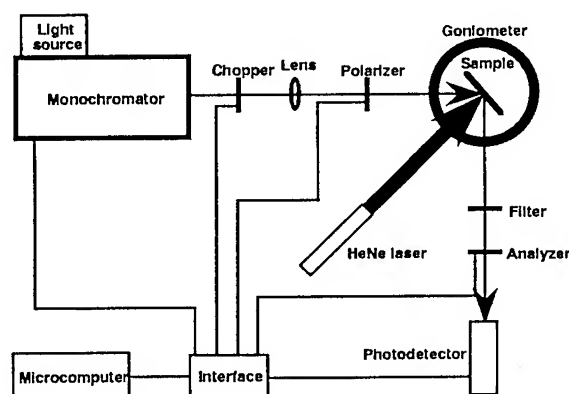 Light
source
Goniometer
Chopper
Lens
Polarizer
Sample
Monochromator
Filter
HeNe laser
Analyzer
Photodetector
Microcomputer
Interface